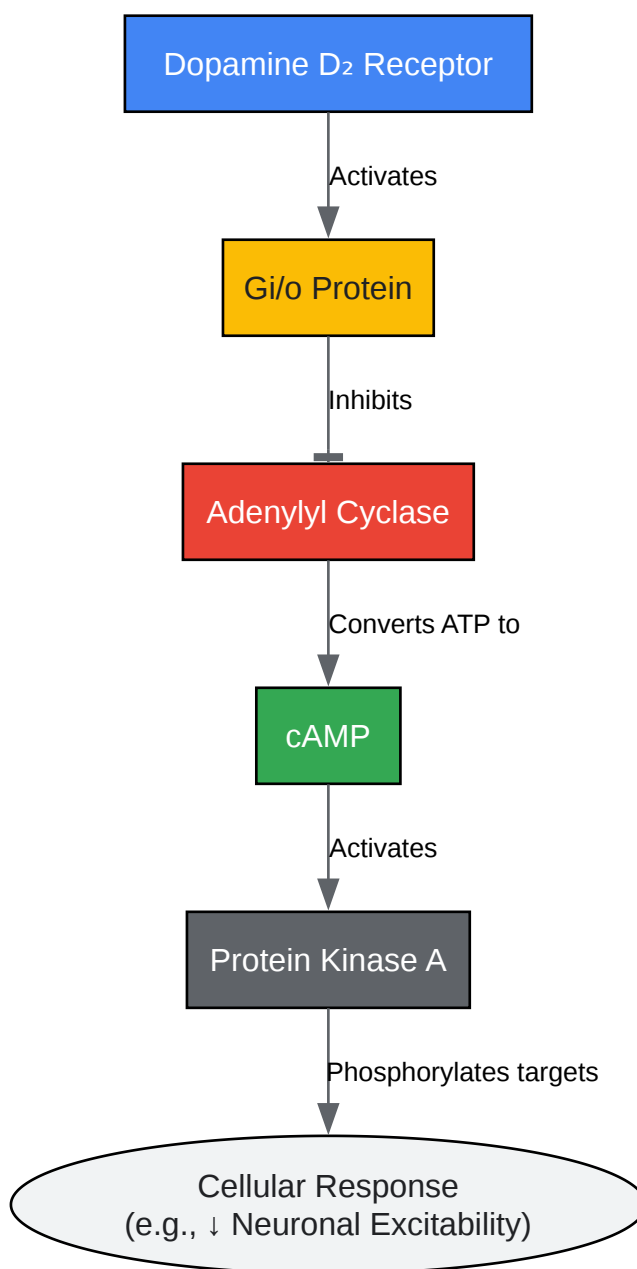 Dopamine D₂ Receptor
Activates
Gi/o Protein
Inhibits
Adenylyl Cyclase
Converts ATP to
cAMP
Activates
Protein Kinase A
Phosphorylates targets
Cellular Response
(e.g., ↓ Neuronal Excitability)